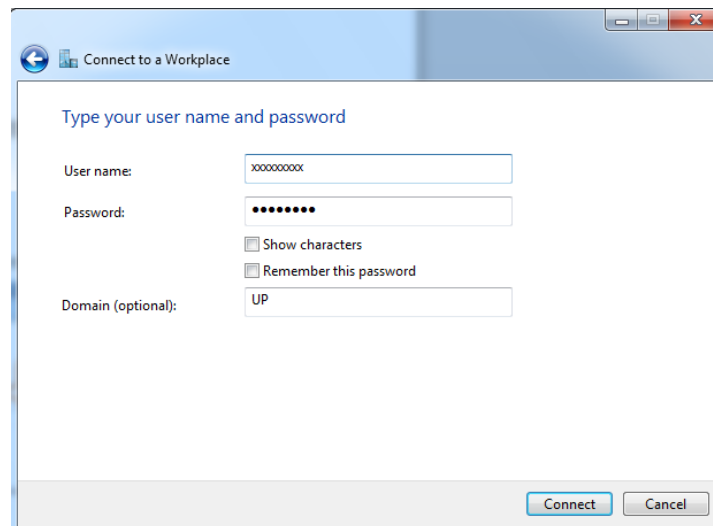 Connect to a Workplace
Type your user name and password
User name: xxxxxxxxx
Password: ●●●●●●●●
Show characters
Remember this password
Domain (optional): UP
Connect Cancel